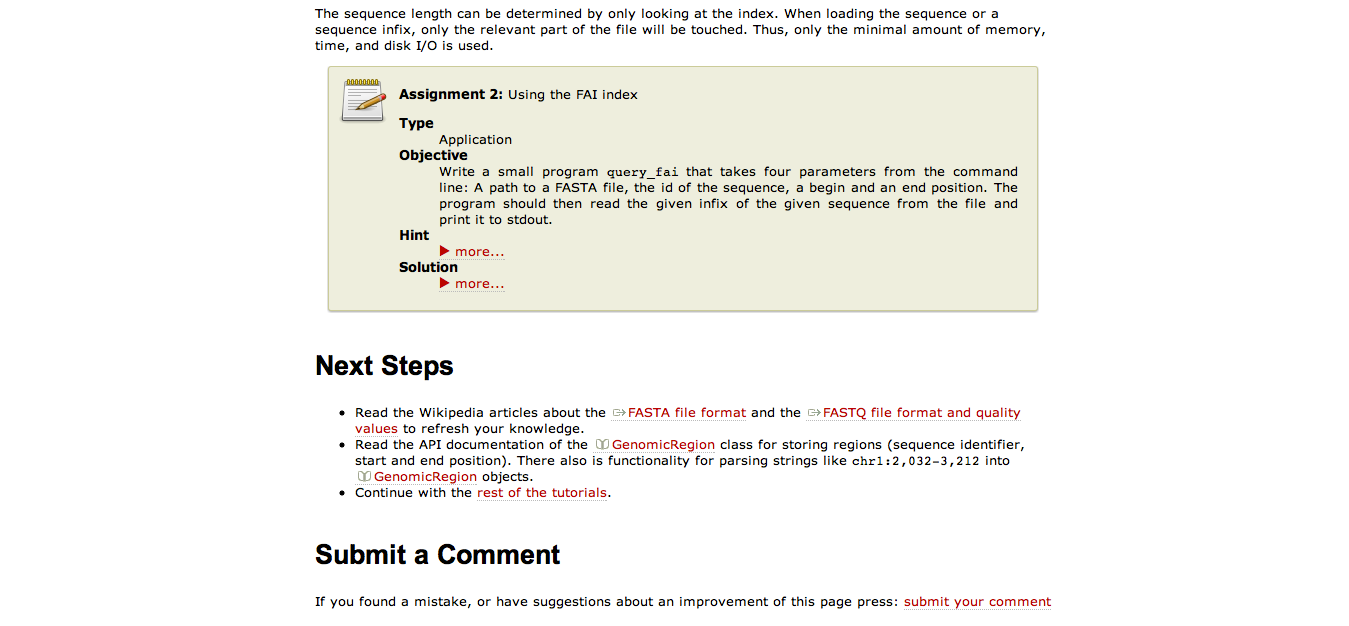 The sequence length can be determined by only looking at the index. When loading the sequence or a
sequence infix, only the relevant part of the file will be touched. Thus, only the minimal amount of memory,
time, and disk I/O is used.
Assignment 2: Using the FAI index
Type
Application
Objective
Write a small program query_fai that takes four parameters from the command
line: A path to a FASTA file, the id of the sequence, a begin and an end position. The
program should then read the given infix of the given sequence from the file and
print it to stdout.
Hint
▶ more...
Solution
▶ more...
Next Steps
• Read the Wikipedia articles about the FASTA file format and the FASTQ file format and quality
values to refresh your knowledge.
• Read the API documentation of the GenomicRegion class for storing regions (sequence identifier,
start and end position). There also is functionality for parsing strings like chr1:2,032-3,212 into
GenomicRegion objects.
• Continue with the rest of the tutorials.
Submit a Comment
If you found a mistake, or have suggestions about an improvement of this page press: submit your comment